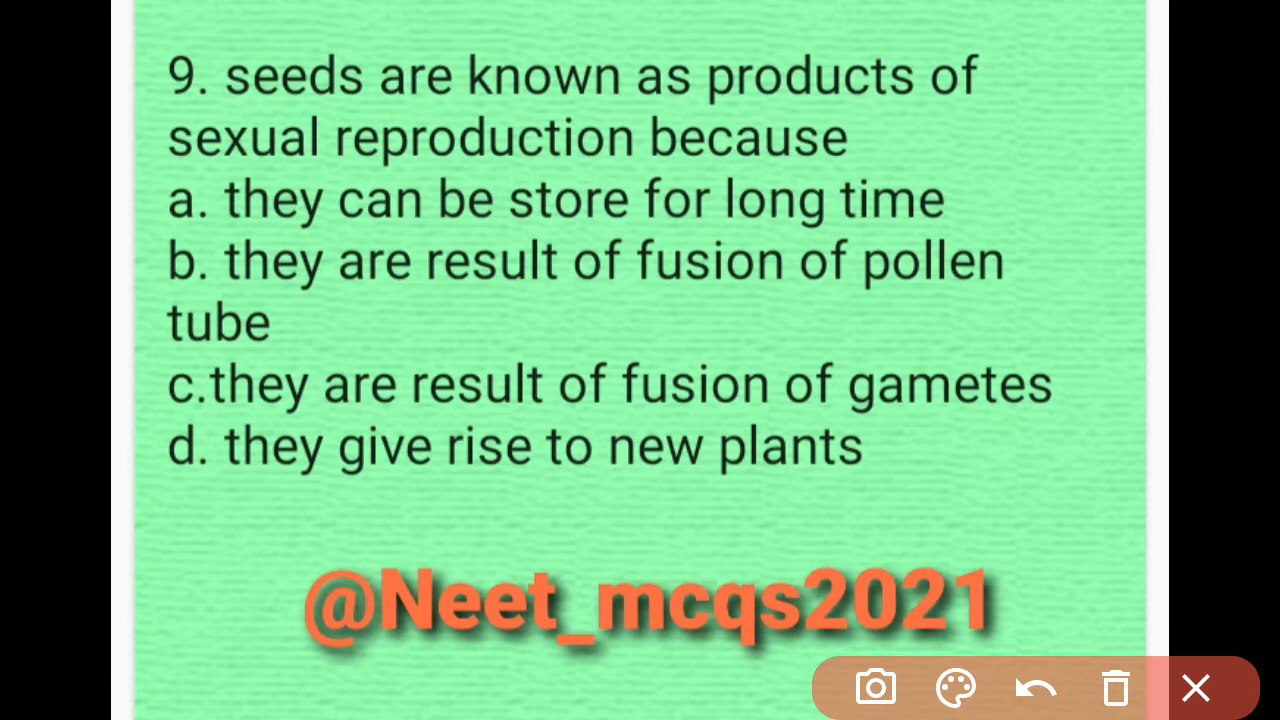 9. seeds are known as products of
sexual reproduction because
a. they can be store for long time
b. they are result of fusion of pollen
tube
c.they are result of fusion of gametes
d. they give rise to new plants
@Neet_mcqs2021